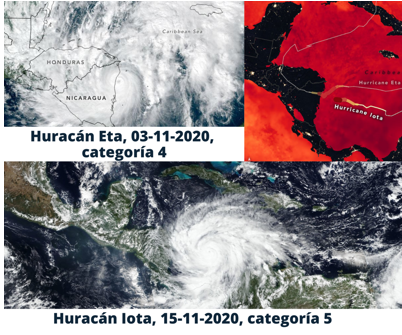 Caribbean Sea
HONDURAS
NICARAGUA
Hurricane Eta
Hurricane Iota
Huracán Eta, 03-11-2020,
categoría 4
Huracán Iota, 15-11-2020, categoría 5